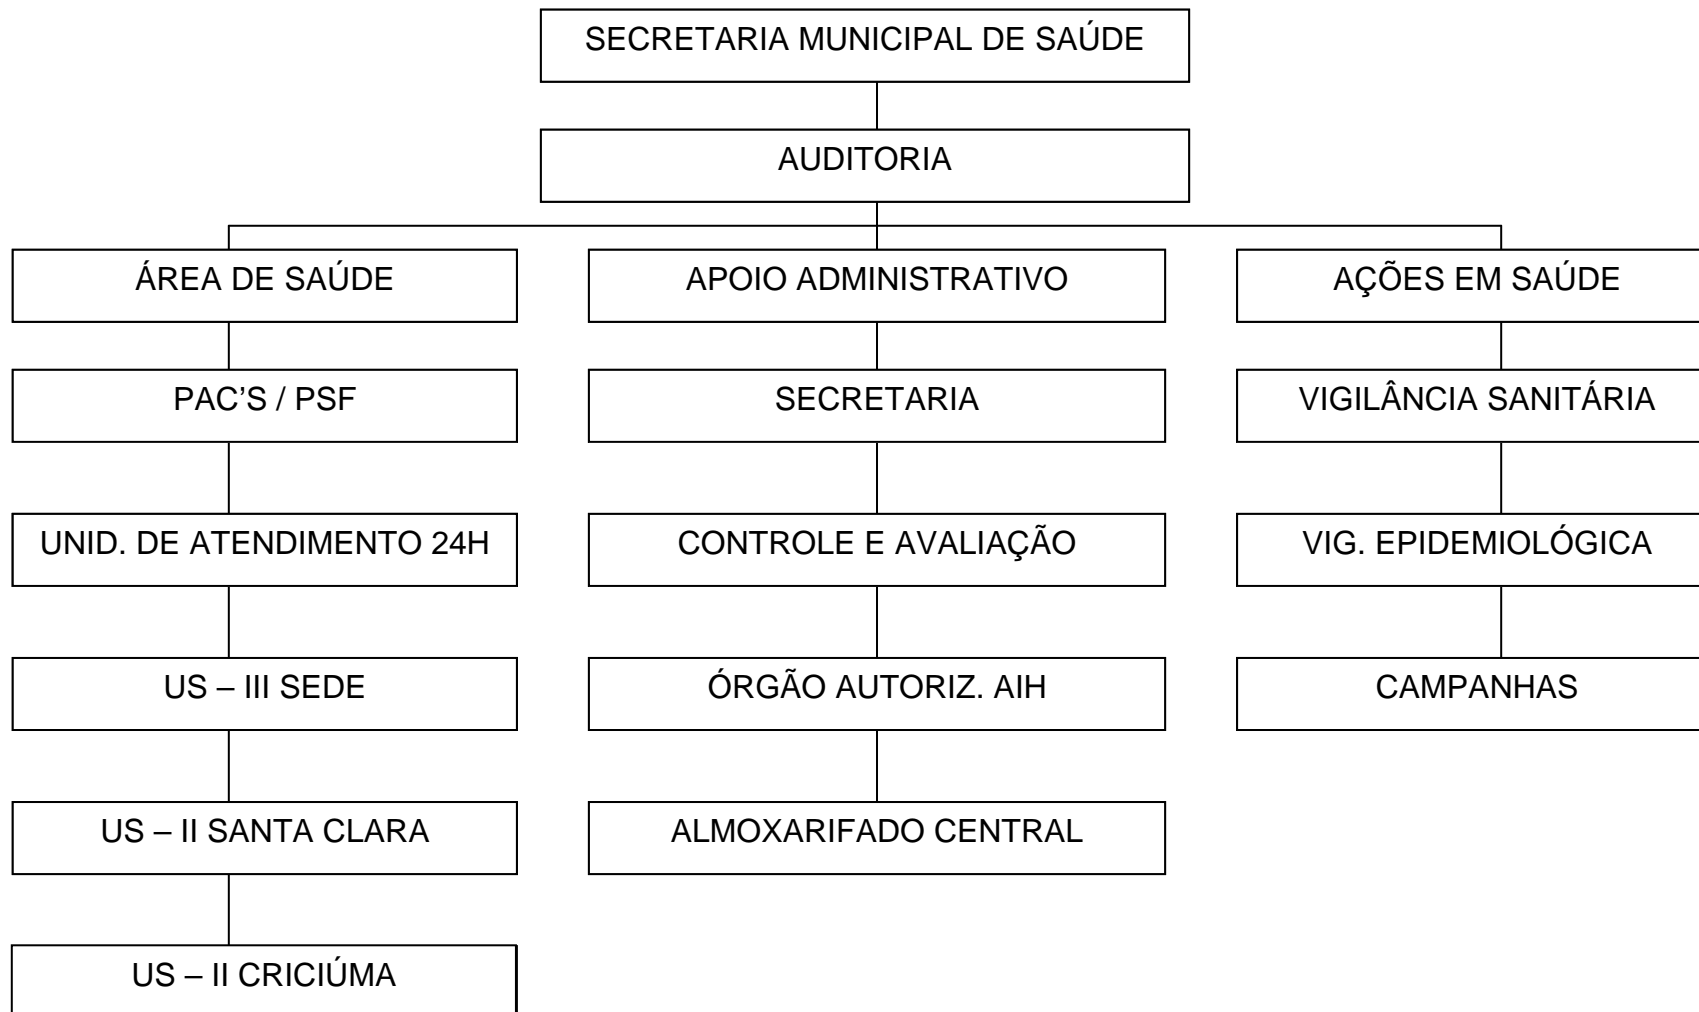 SECRETARIA MUNICIPAL DE SAÚDE
AUDITORIA
ÁREA DE SAÚDE
APOIO ADMINISTRATIVO
AÇÕES EM SAÚDE
PAC'S / PSF
SECRETARIA
VIGILÂNCIA SANITÁRIA
UNID. DE ATENDIMENTO 24H
CONTROLE E AVALIAÇÃO
VIG. EPIDEMIOLÓGICA
US – III SEDE
ÓRGÃO AUTORIZ. AIH
CAMPANHAS
US – II SANTA CLARA
ALMOXARIFADO CENTRAL
US – II CRICIÚMA